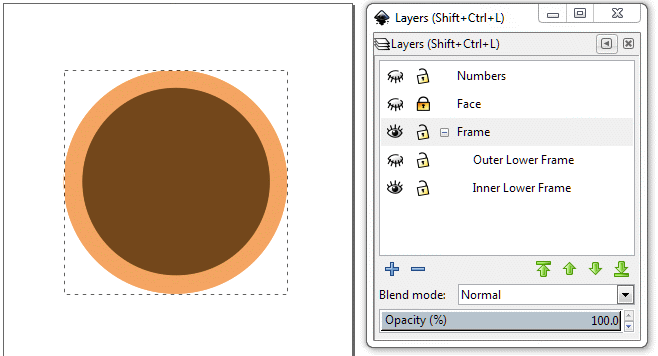 Layers (Shift+Ctrl+L)
Layers (Shift+Ctrl+L)
Numbers
Face
Frame
Outer Lower Frame
Inner Lower Frame
Blend mode: Normal
Opacity (%) 100.0